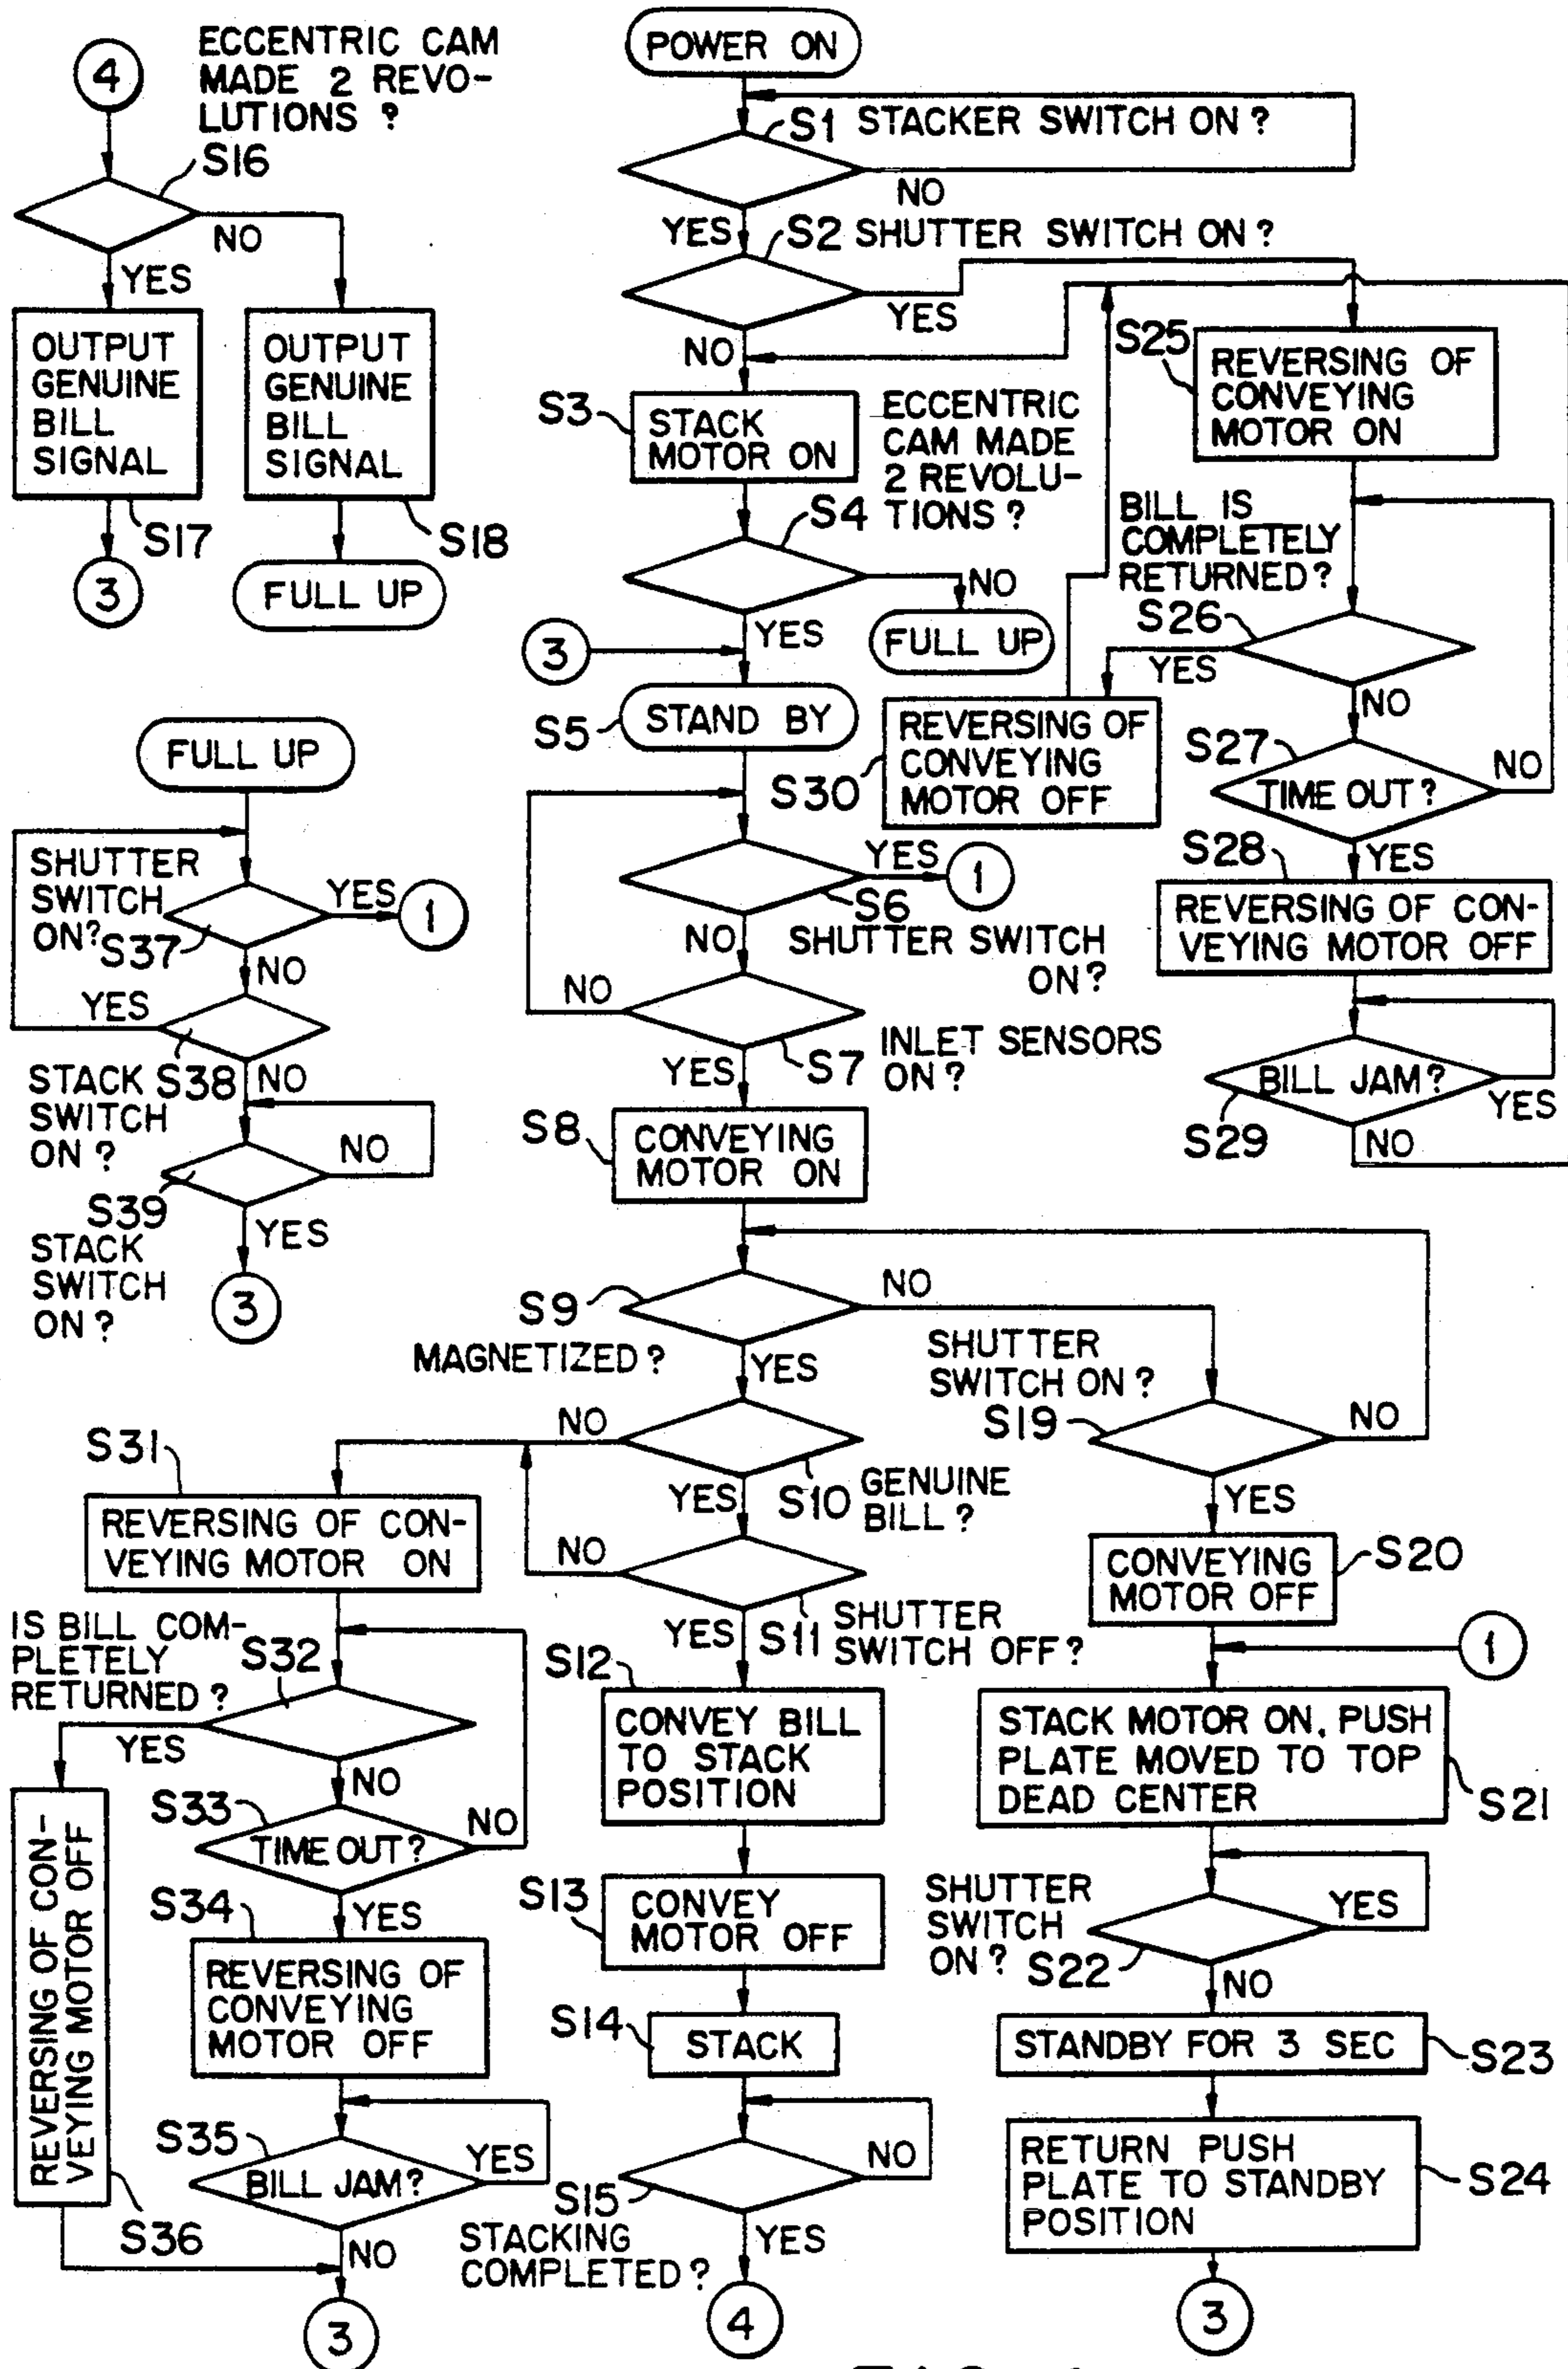 4
ECCENTRIC CAM
MADE 2 REVO-
LUTIONS ?
S16
NO
YES
OUTPUT
GENUINE
BILL
SIGNAL
S17
3
OUTPUT
GENUINE
BILL
SIGNAL
S18
FULL UP
POWER ON
S1 STACKER SWITCH ON ?
NO
YES
S2 SHUTTER SWITCH ON ?
YES
NO
S3
STACK
MOTOR ON
ECCENTRIC
CAM MADE
2 REVOLU-
TIONS ?
S4
NO
FULL UP
YES
3
S5
STAND BY
S25
REVERSING OF
CONVEYING
MOTOR ON
BILL IS
COMPLETELY
RETURNED ?
S26
YES
NO
S30
REVERSING OF
CONVEYING
MOTOR OFF
S27
TIME OUT ?
NO
YES
S28
REVERSING OF CON-
VEYING MOTOR OFF
BILL JAM ?
YES
S29
NO
FULL UP
SHUTTER
SWITCH
ON?
S37
YES
1
NO
YES
STACK
SWITCH
ON ?
S38
NO
NO
S39
STACK
SWITCH
ON ?
YES
3
YES
1
S6
SHUTTER SWITCH
ON ?
NO
NO
S7
INLET SENSORS
ON ?
YES
S8
CONVEYING
MOTOR ON
S9
MAGNETIZED ?
NO
YES
SHUTTER
SWITCH ON ?
S19
NO
YES
NO
S10
GENUINE
BILL ?
YES
NO
S11
SHUTTER
SWITCH OFF ?
YES
S12
CONVEY BILL
TO STACK
POSITION
S13
CONVEY
MOTOR OFF
S14
STACK
S15
STACKING
COMPLETED ?
NO
YES
4
S31
REVERSING OF CON-
VEYING MOTOR ON
IS BILL COM-
PLETELY
RETURNED ?
S32
YES
NO
S33
TIME OUT ?
NO
YES
S34
REVERSING OF
CONVEYING
MOTOR OFF
S35
BILL JAM ?
YES
NO
3
REVERSING OF CON-
VEYING MOTOR OFF
S36
CONVEYING
MOTOR OFF
S20
1
STACK MOTOR ON, PUSH
PLATE MOVED TO TOP
DEAD CENTER
S21
SHUTTER
SWITCH
ON ?
S22
YES
NO
STANDBY FOR 3 SEC
S23
RETURN PUSH
PLATE TO STANDBY
POSITION
S24
3